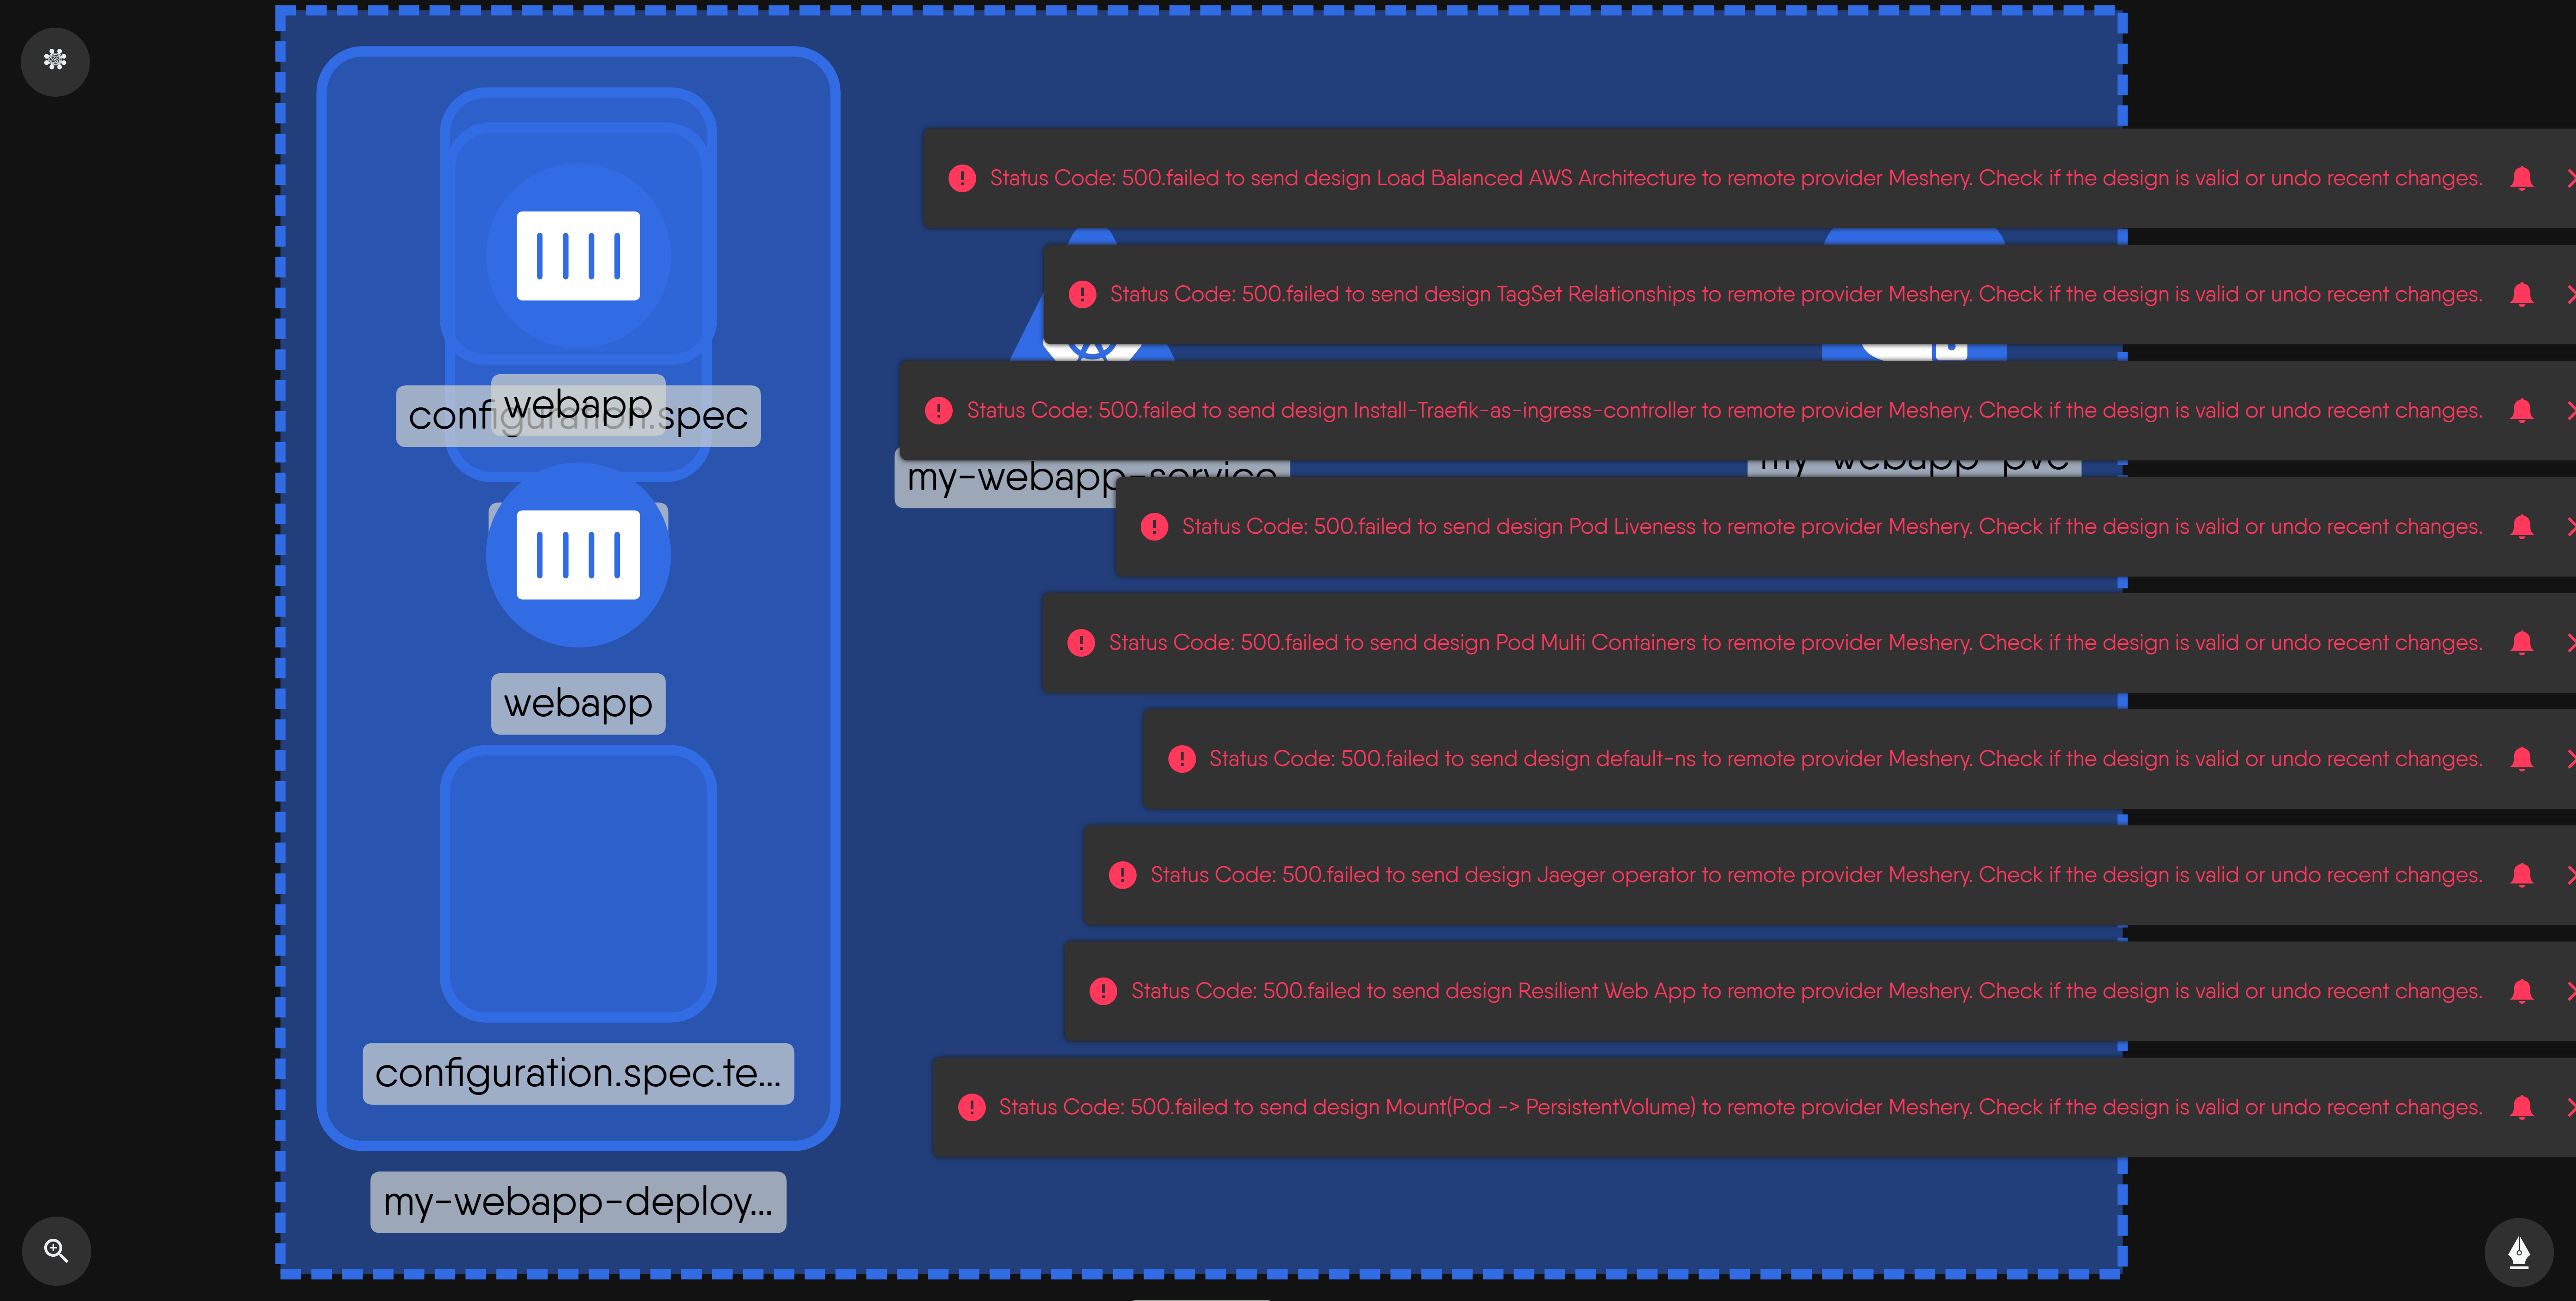 Status Code: 500.failed to send design Load Balanced AWS Architecture to remote provider Meshery. Check if the design is valid or undo recent changes.
Status Code: 500.failed to send design TagSet Relationships to remote provider Meshery. Check if the design is valid or undo recent changes.
webapp
configuration.spec
Status Code: 500.failed to send design Install-Traefik-as-ingress-controller to remote provider Meshery. Check if the design is valid or undo recent changes.
my-webapp-service
my-webapp-pvc
Status Code: 500.failed to send design Pod Liveness to remote provider Meshery. Check if the design is valid or undo recent changes.
Status Code: 500.failed to send design Pod Multi Containers to remote provider Meshery. Check if the design is valid or undo recent changes.
webapp
Status Code: 500.failed to send design default-ns to remote provider Meshery. Check if the design is valid or undo recent changes.
Status Code: 500.failed to send design Jaeger operator to remote provider Meshery. Check if the design is valid or undo recent changes.
Status Code: 500.failed to send design Resilient Web App to remote provider Meshery. Check if the design is valid or undo recent changes.
configuration.spec.te...
Status Code: 500.failed to send design Mount(Pod -> PersistentVolume) to remote provider Meshery. Check if the design is valid or undo recent changes.
my-webapp-deploy...